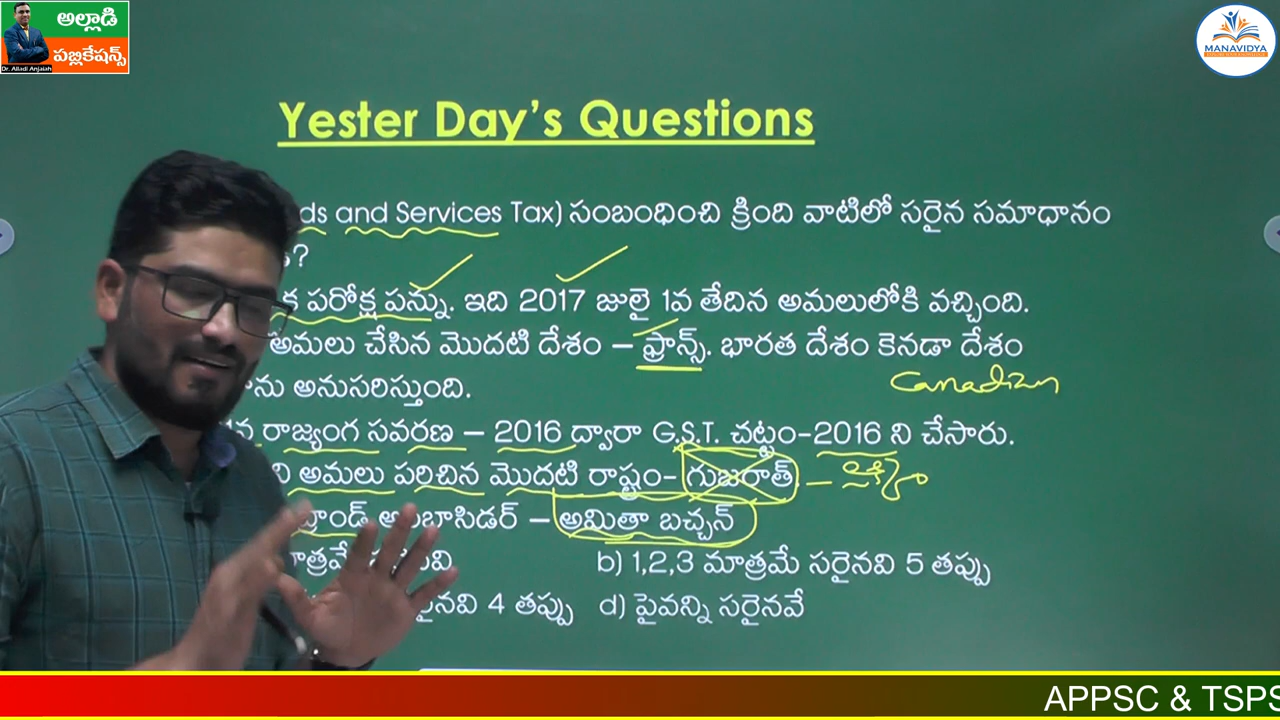 అల్లాడి
పబ్లికేషన్స్
Dr. Alladi Anjaiah
MANAVIDYA
Yester Day's Questions
ds and Services Tax) సంబంధించి క్రింది వాటిలో సరైన సమాధానం
?
క పరోక్ష పన్ను. ఇది 2017 జులై 1వ తేదిన అమలులోకి వచ్చింది.
అమలు చేసిన మొదటి దేశం – ఫ్రాన్స్. భారత దేశం కెనడా దేశం
ను అనుసరిస్తుంది.
Canadian
రాజ్యంగ సవరణ – 2016 ద్వారా G.S.T. చట్టం-2016 ని చేసారు.
ని అమలు పరిచిన మొదటి రాష్ట్రం- గుజరాత్ –
బ్రాండ్ అంబాసిడర్ – అమితా బచ్చన్
b) 1,2,3 మాత్రమే సరైనవి 5 తప్పు
4 తప్పు d) పైవన్ని సరైనవే
APPSC & TSPS